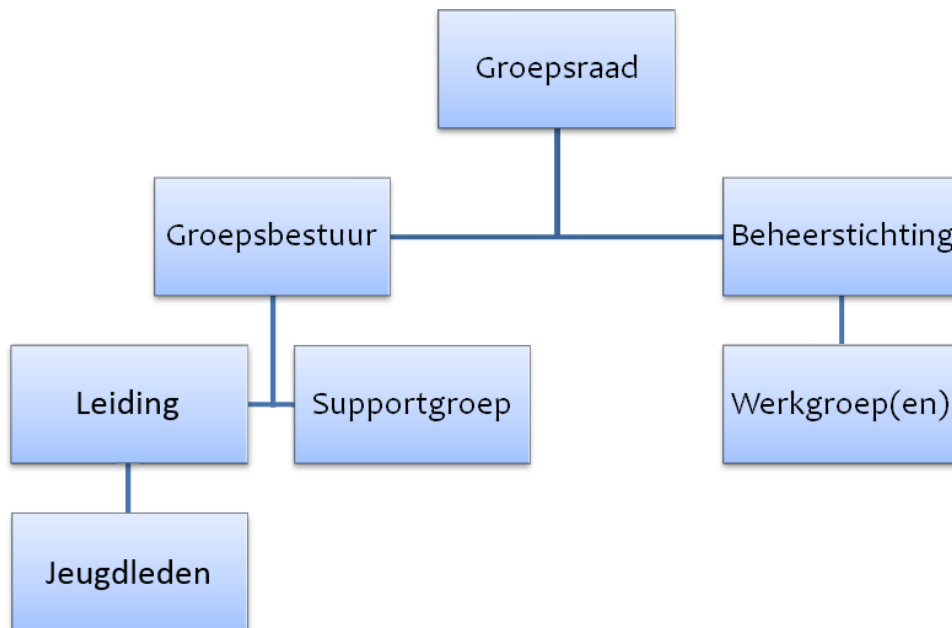 Groepsraad
Groepsbestuur
Beheerstichting
Leiding
Supportgroep
Werkgroep(en)
Jeugdleden